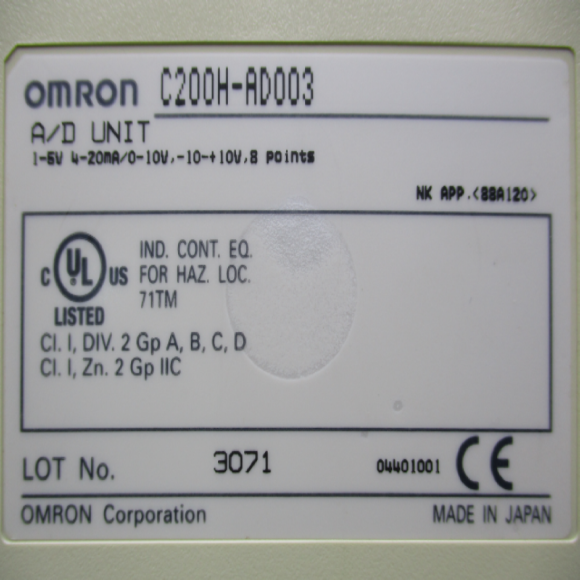 OMRON C200H-AD003
A/D UNIT
1-5V 4-20mA/0-10V,-10-+10V,8 Points
NK APP.<88A120>
C UL US
LISTED
IND. CONT. EQ.
FOR HAZ. LOC.
71TM
Cl. I, DIV. 2 Gp A, B, C, D
Cl. I, Zn. 2 Gp IIC
LOT No. 3071 04401001 CE
OMRON Corporation MADE IN JAPAN